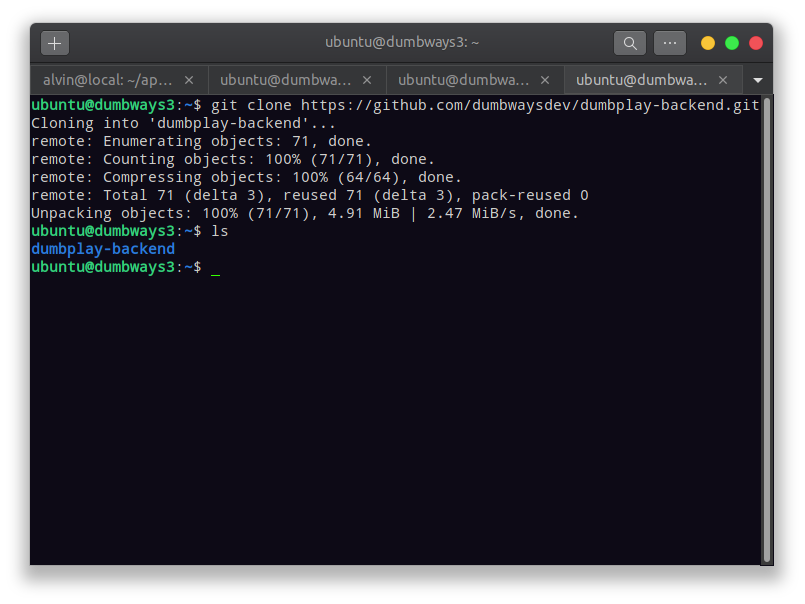 ubuntu@dumbways3: ~
alvin@local: ~/ap... × ubuntu@dumbwa... × ubuntu@dumbwa... × ubuntu@dumbwa... ×
ubuntu@dumbways3:~$ git clone https://github.com/dumbwaysdev/dumbplay-backend.git
Cloning into 'dumbplay-backend'...
remote: Enumerating objects: 71, done.
remote: Counting objects: 100% (71/71), done.
remote: Compressing objects: 100% (64/64), done.
remote: Total 71 (delta 3), reused 71 (delta 3), pack-reused 0
Unpacking objects: 100% (71/71), 4.91 MiB | 2.47 MiB/s, done.
ubuntu@dumbways3:~$ ls
dumbplay-backend
ubuntu@dumbways3:~$ _